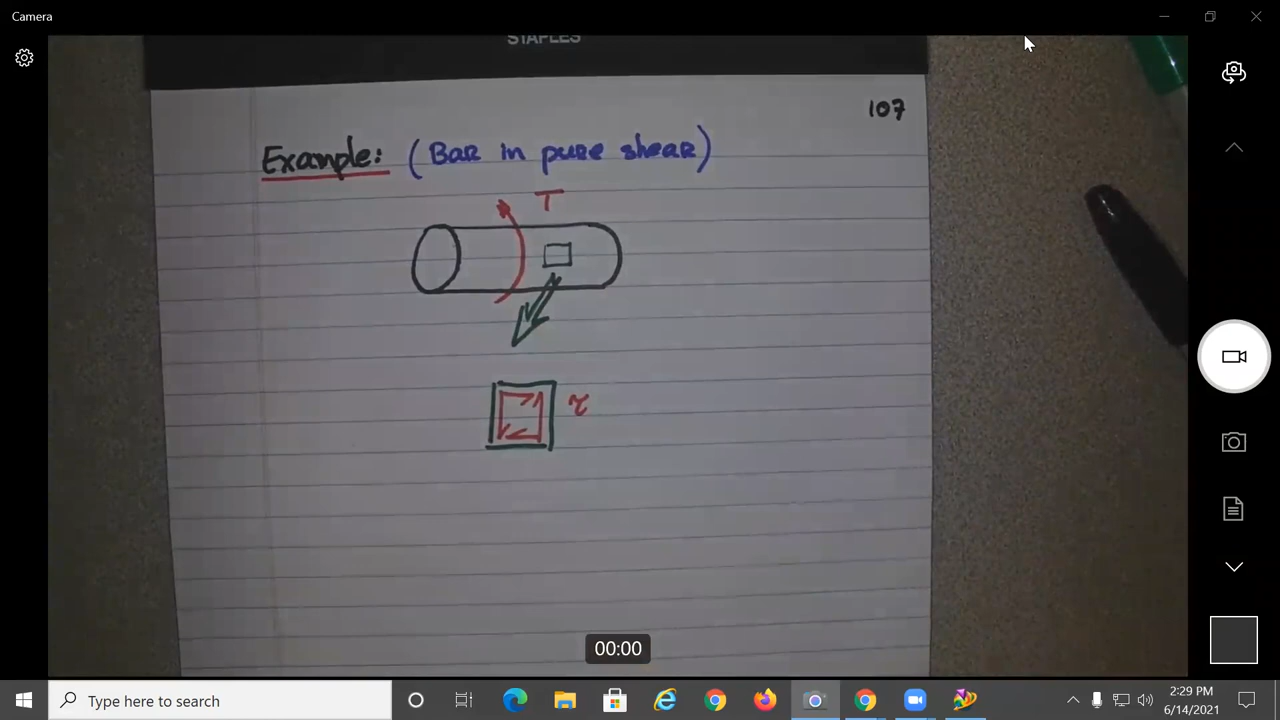 Camera
STAPLES
107
Example: (Bar in pure shear)
T
τ
00:00
Type here to search
2:29 PM
6/14/2021